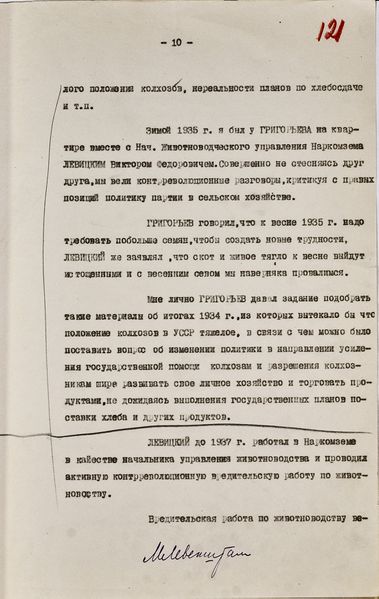 - 10 -
121
лого положения колхозов, нереальности планов по хлебосдаче
и т.п.
Зимой 1935 г. я был у ГРИГОРЬЕВА на квар-
тире вместе с Нач. Животноводческого управления Наркомзема
ЛЕВИЦКИМ Виктором Федоровичем. Совершенно не стесняясь друг
друга, мы вели контрреволюционные разговоры, критикуя с правых
позиций политику партии в сельском хозяйстве.
ГРИГОРЬЕВ говорил, что к весне 1935 г. надо
требовать побольше семян, чтобы создать новые трудности,
ЛЕВИЦКИЙ же заявлял, что скот и живое тягло к весне выйдут
истощенными и с весенним севом мы наверняка провалимся.
Мне лично ГРИГОРЬЕВ давал задание подобрать
такие материалы об итогах 1934 г., из которых вытекало бы что
положение колхозов в УССР тяжелое, в связи с чем можно было
поставить вопрос об изменении политики в направлении усиле-
ния государственной помощи колхозам и разрешения колхоз-
никам шире развивать свое личное хозяйство и торговать про-
дуктами, не дожидаясь выполнения государственных планов по-
ставки хлеба и других продуктов.
ЛЕВИЦКИЙ до 1937 г. работал в Наркомземе
в качестве начальника управления животноводства и проводил
активную контрреволюционную вредительскую работу по живот-
новодству.
Вредительская работа по животноводству ве-